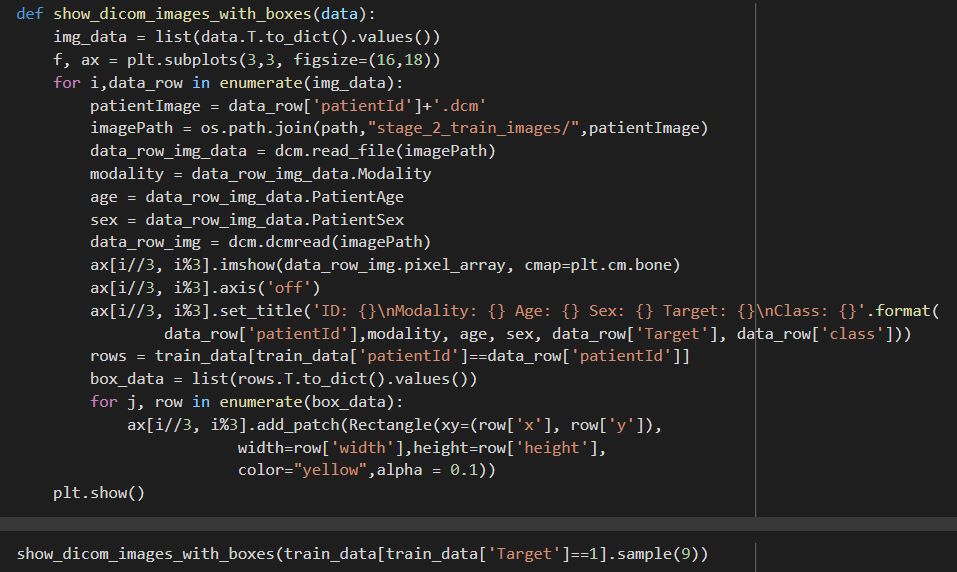 def show_dicom_images_with_boxes(data):
    img_data = list(data.T.to_dict().values())
    f, ax = plt.subplots(3,3, figsize=(16,18))
    for i,data_row in enumerate(img_data):
        patientImage = data_row['patientId']+'.dcm'
        imagePath = os.path.join(path,"stage_2_train_images/",patientImage)
        data_row_img_data = dcm.read_file(imagePath)
        modality = data_row_img_data.Modality
        age = data_row_img_data.PatientAge
        sex = data_row_img_data.PatientSex
        data_row_img = dcm.dcmread(imagePath)
        ax[i//3, i%3].imshow(data_row_img.pixel_array, cmap=plt.cm.bone)
        ax[i//3, i%3].axis('off')
        ax[i//3, i%3].set_title('ID: {}\nModality: {} Age: {} Sex: {} Target: {}\nClass: {}'.format(
                data_row['patientId'],modality, age, sex, data_row['Target'], data_row['class']))
        rows = train_data[train_data['patientId']==data_row['patientId']]
        box_data = list(rows.T.to_dict().values())
        for j, row in enumerate(box_data):
            ax[i//3, i%3].add_patch(Rectangle(xy=(row['x'], row['y']),
                        width=row['width'],height=row['height'],
                        color="yellow",alpha = 0.1))
    plt.show()
show_dicom_images_with_boxes(train_data[train_data['Target']==1].sample(9))